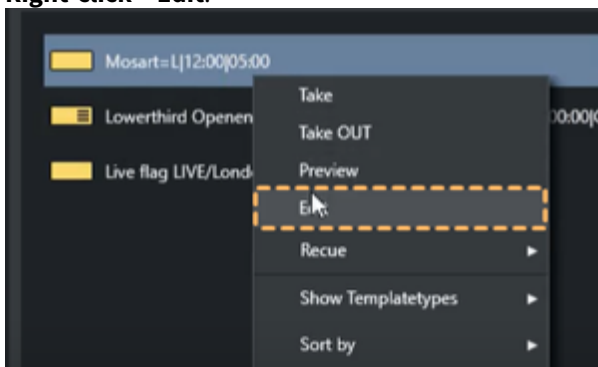 Mosart=L|12:00|05:00
Lowerthird Openen
Live flag LIVE/Lond
Take
Take OUT
Preview
Recue
Show Templatetypes
Sort by